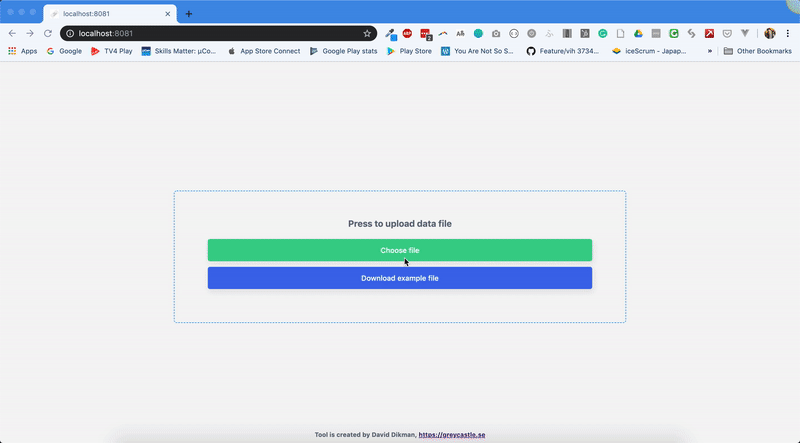 localhost:8081
localhost:8081
Apps Google TV4 Play Skills Matter: µCo... App Store Connect Google Play stats Play Store You Are Not So S... Feature/vih 3734... iceScrum - Japap... » Other Bookmarks
Press to upload data file
Choose file
Download example file
Tool is created by David Dikman, https://greycastle.se